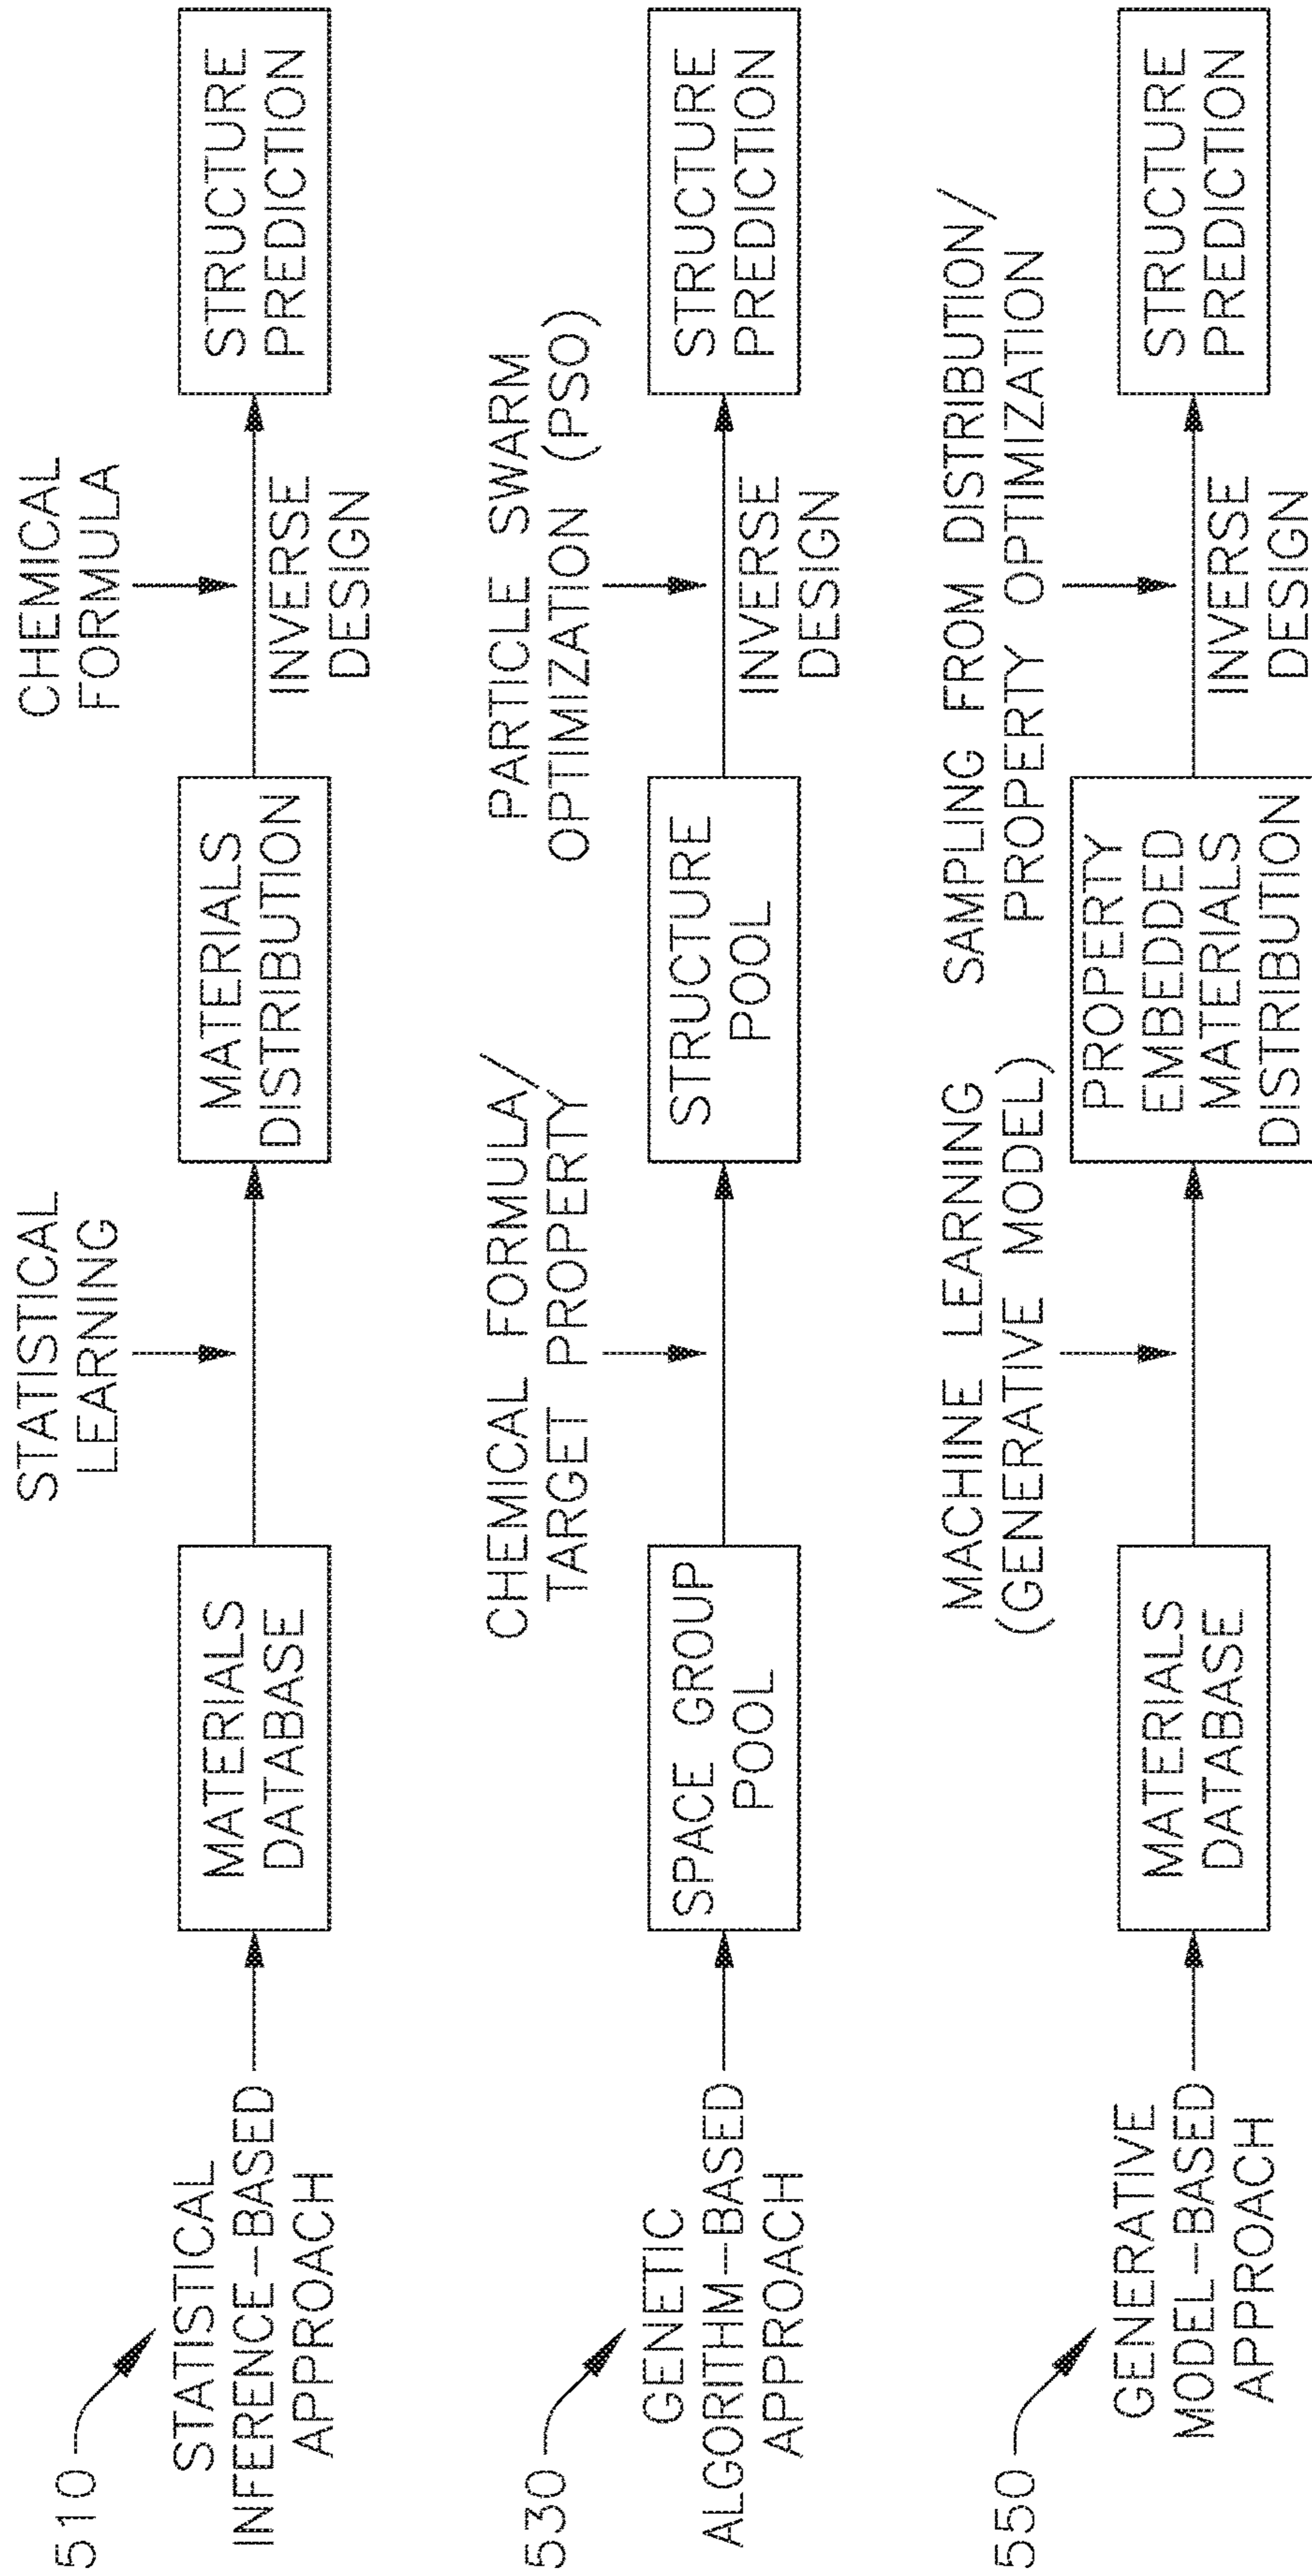 510
STATISTICAL
INFERENCE-BASED
APPROACH
MATERIALS
DATABASE
STATISTICAL
LEARNING
MATERIALS
DISTRIBUTION
CHEMICAL
FORMULA
INVERSE
DESIGN
STRUCTURE
PREDICTION
530
GENETIC
ALGORITHM-BASED
APPROACH
SPACE GROUP
POOL
CHEMICAL FORMULA/
TARGET PROPERTY
STRUCTURE
POOL
PARTICLE SWARM
OPTIMIZATION (PSO)
INVERSE
DESIGN
STRUCTURE
PREDICTION
550
GENERATIVE
MODEL-BASED
APPROACH
MATERIALS
DATABASE
MACHINE LEARNING
(GENERATIVE MODEL)
PROPERTY
EMBEDDED
MATERIALS
DISTRIBUTION
SAMPLING FROM DISTRIBUTION/
PROPERTY OPTIMIZATION
INVERSE
DESIGN
STRUCTURE
PREDICTION